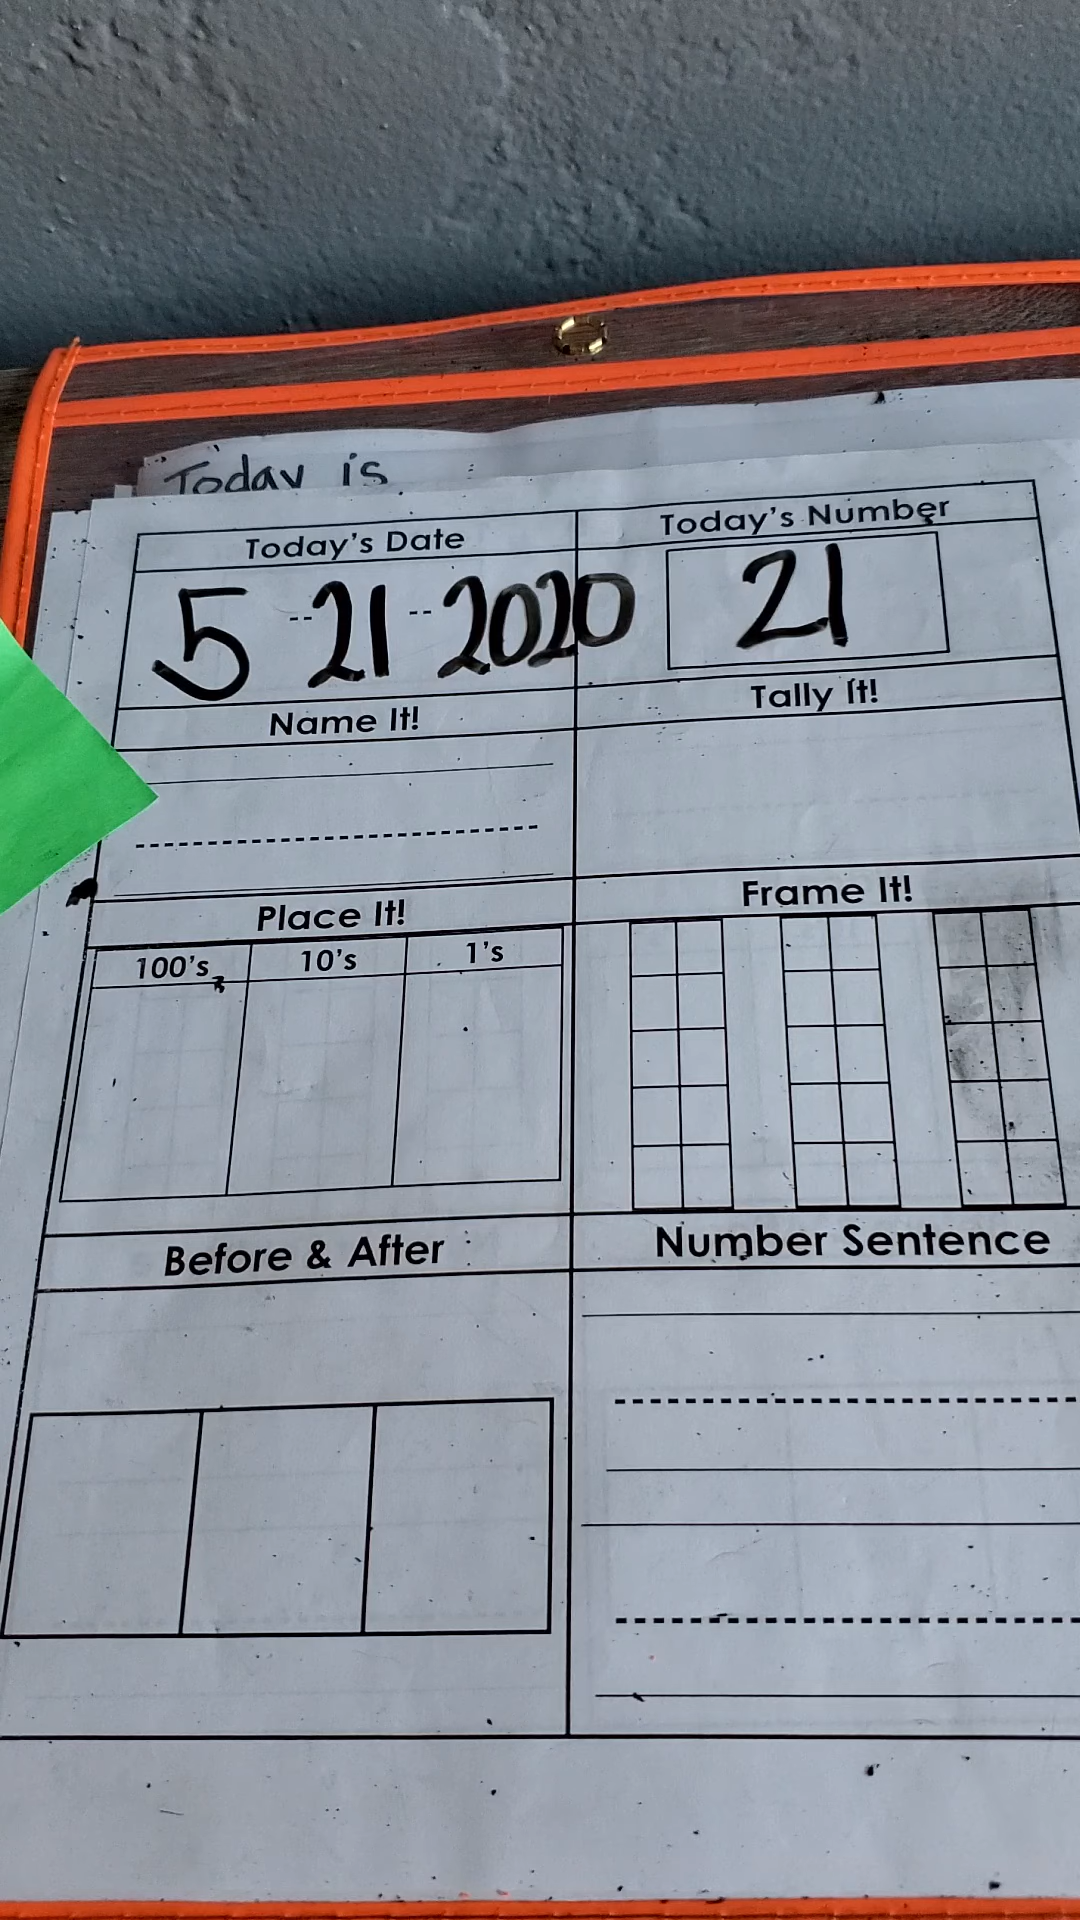 Today is
Today's Date
Today's Number
5 -- 21 -- 2020
21
Name It!
Tally It!
Place It!
Frame It!
100's
10's
1's
Before & After
Number Sentence